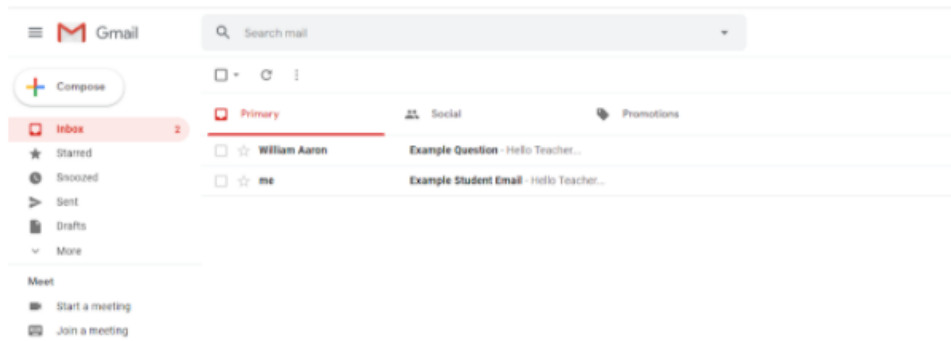 Gmail
Search mail
Compose
Primary
Social
Promotions
Inbox 2
William Aaron Example Question - Hello Teacher...
Starred
me Example Student Email - Hello Teacher...
Snoozed
Sent
Drafts
More
Meet
Start a meeting
Join a meeting